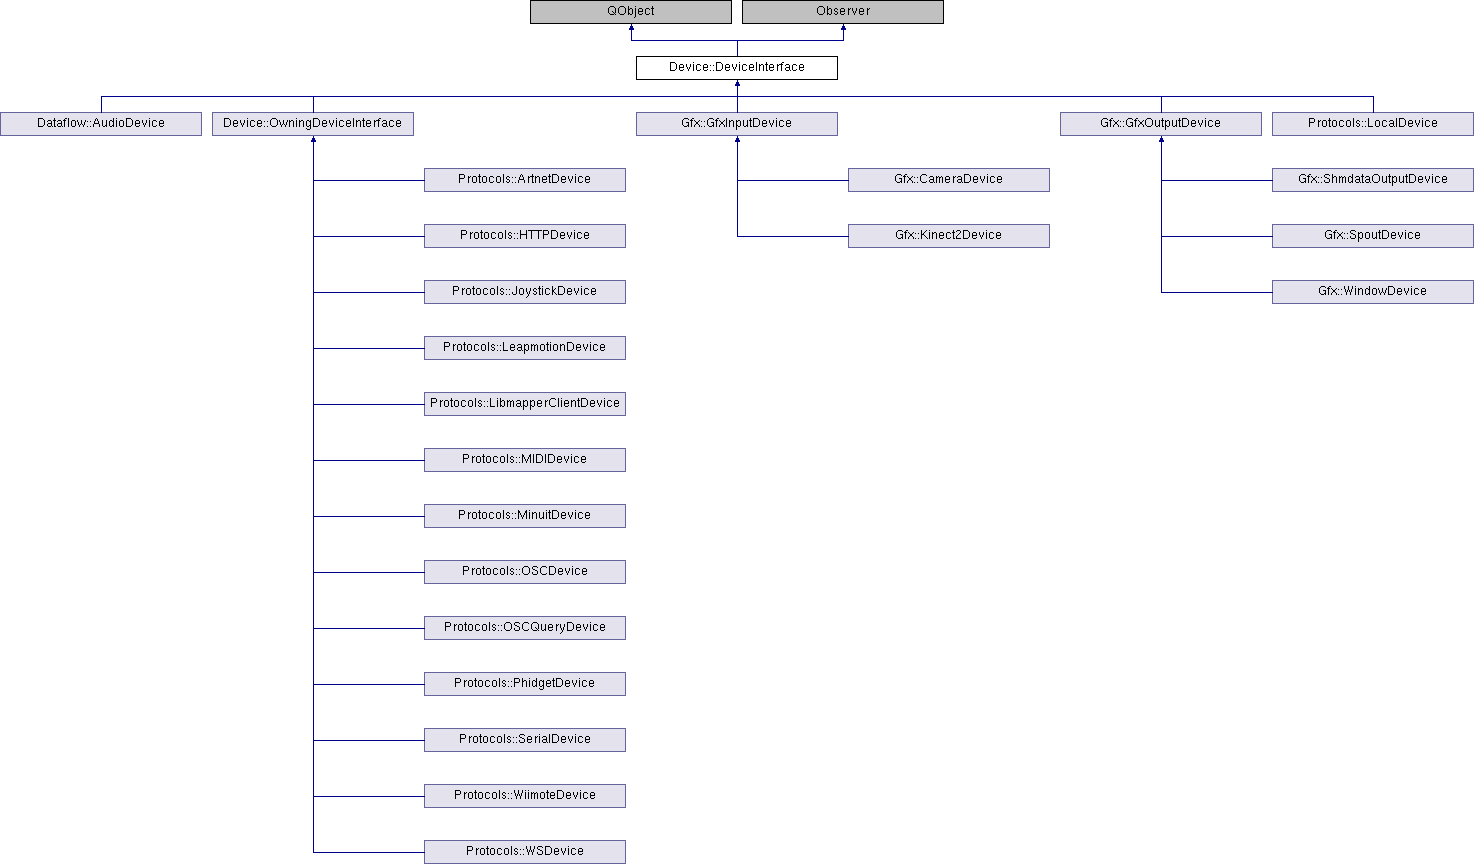 QObject
Observer
Device::DeviceInterface
Dataflow::AudioDevice
Device::OwningDeviceInterface
Gfx::GfxInputDevice
Gfx::GfxOutputDevice
Protocols::LocalDevice
Protocols::ArtnetDevice
Gfx::CameraDevice
Gfx::ShmdataOutputDevice
Protocols::HTTPDevice
Gfx::Kinect2Device
Gfx::SpoutDevice
Protocols::JoystickDevice
Gfx::WindowDevice
Protocols::LeapmotionDevice
Protocols::LibmapperClientDevice
Protocols::MIDIDevice
Protocols::MinuitDevice
Protocols::OSCDevice
Protocols::OSCQueryDevice
Protocols::PhidgetDevice
Protocols::SerialDevice
Protocols::WiimoteDevice
Protocols::WSDevice